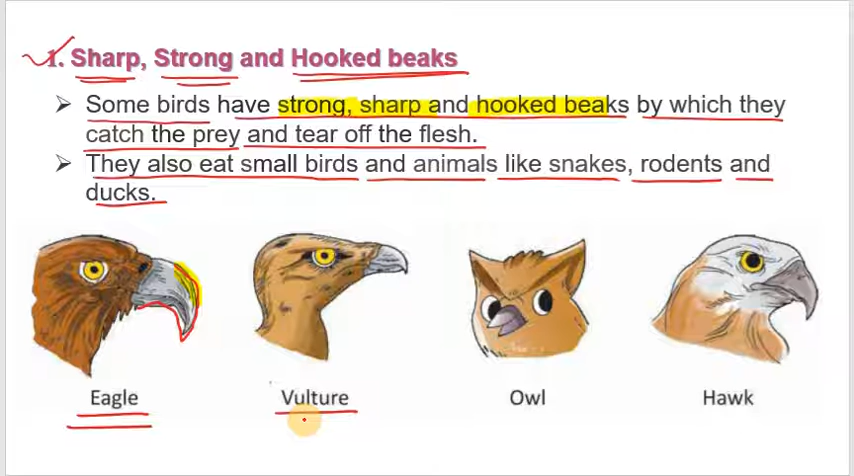 1. Sharp, Strong and Hooked beaks
➢ Some birds have strong, sharp and hooked beaks by which they
catch the prey and tear off the flesh.
➢ They also eat small birds and animals like snakes, rodents and
ducks.
Eagle Vulture Owl Hawk